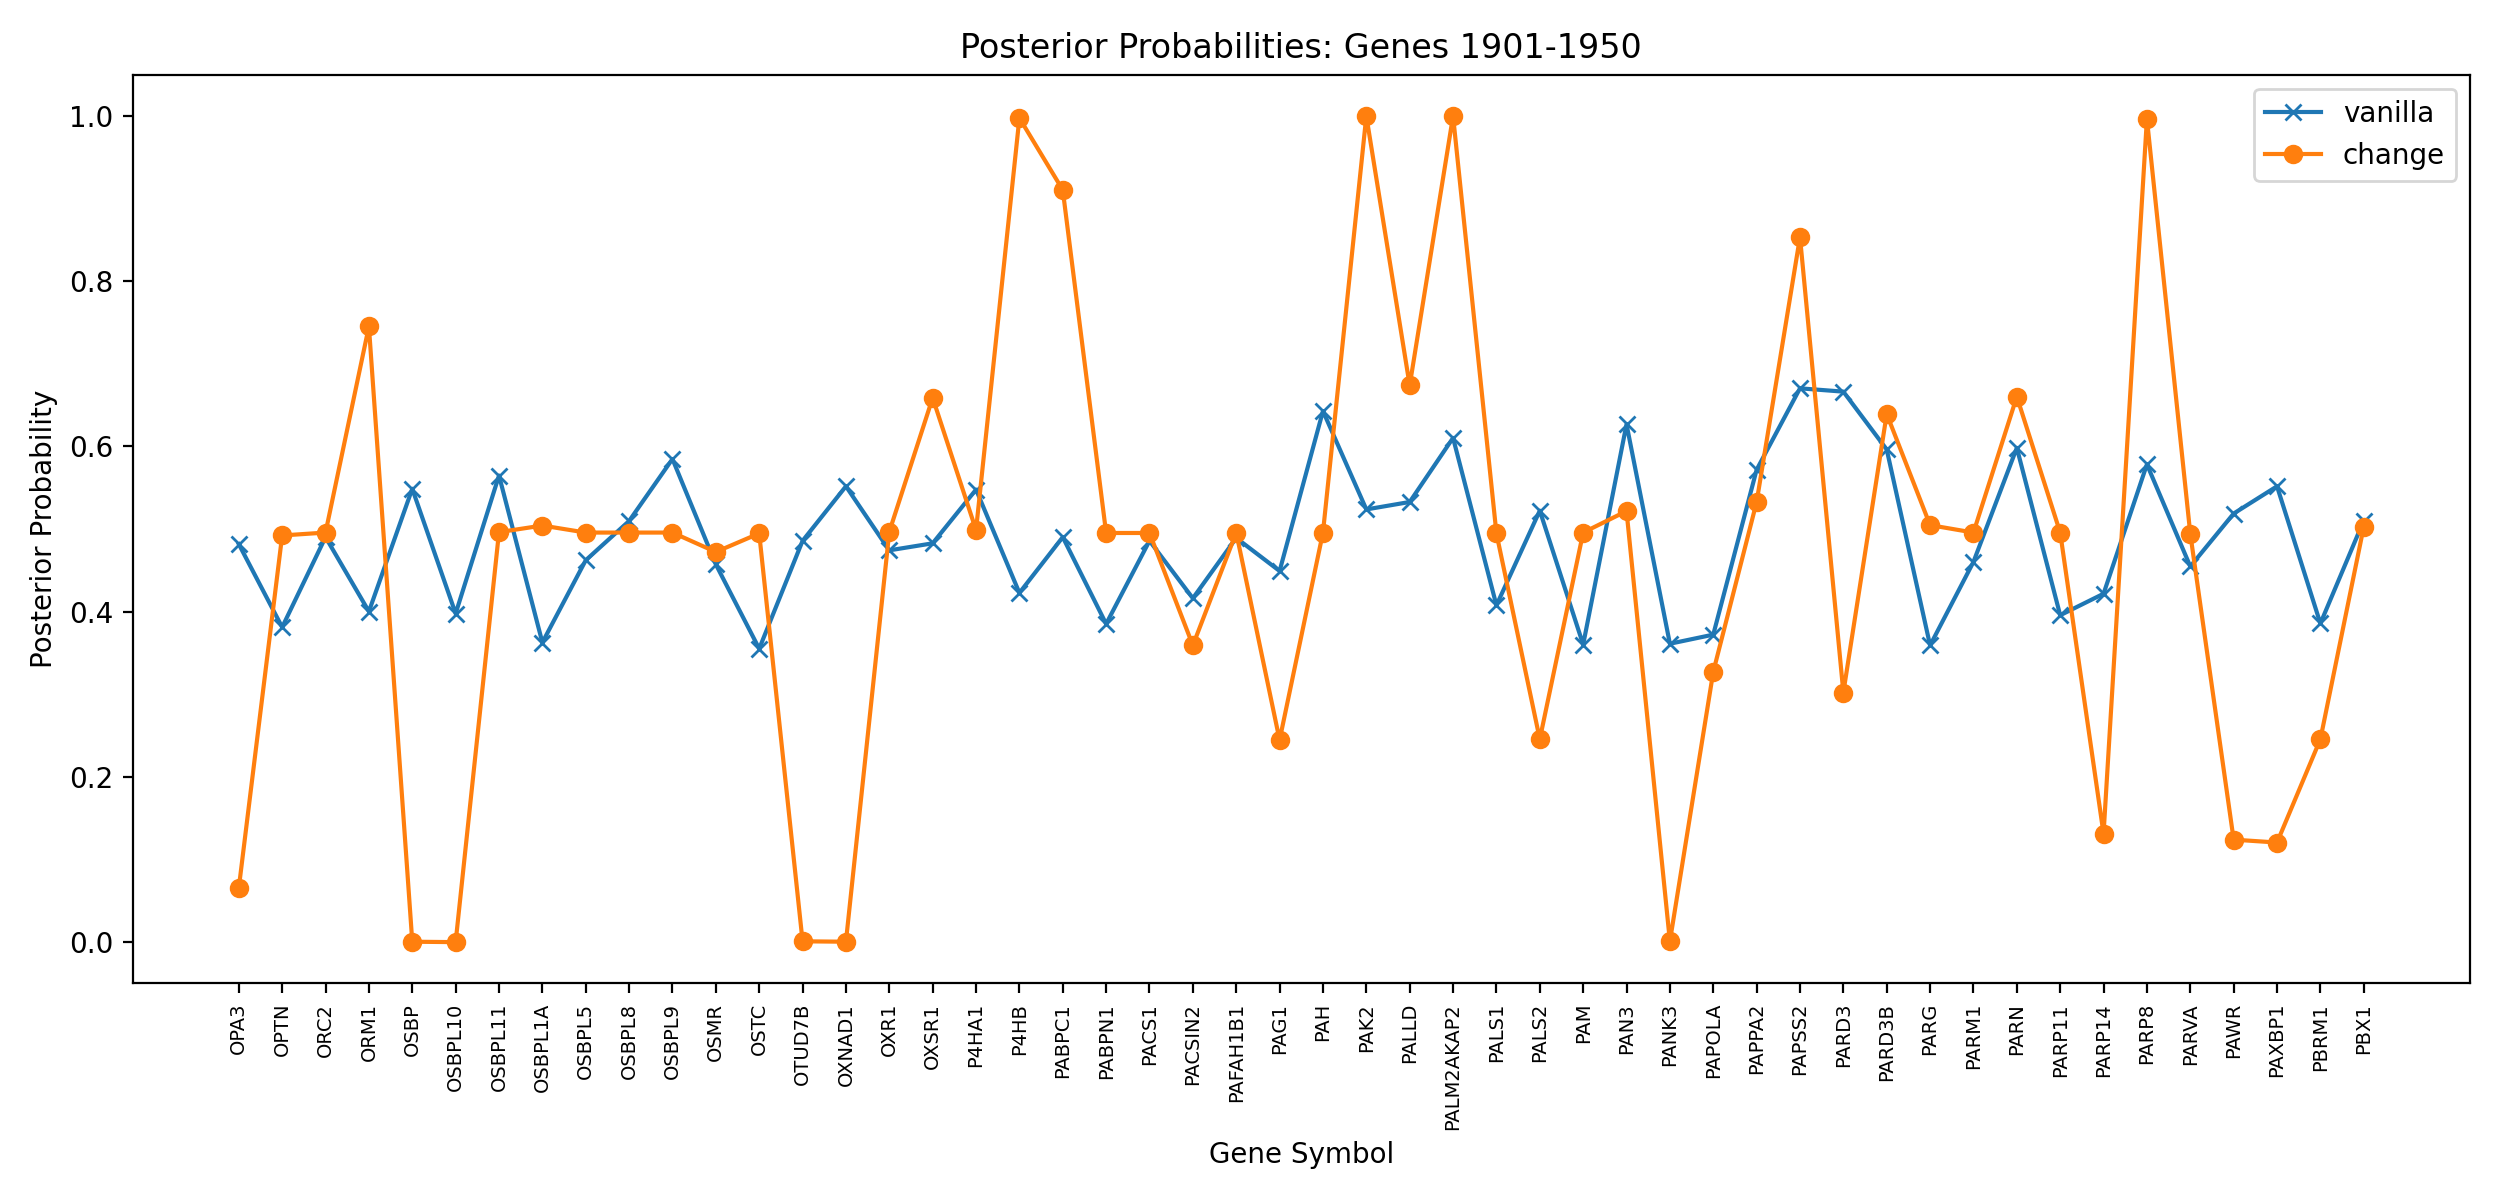 Posterior Probabilities: Genes 1901-1950
vanilla
change
Posterior Probability
1.0
0.8
0.6
0.4
0.2
0.0
OPA3
OPTN
ORC2
ORM1
OSBP
OSBPL10
OSBPL11
OSBPL1A
OSBPL5
OSBPL8
OSBPL9
OSMR
OSTC
OTUD7B
OXNAD1
OXR1
OXSR1
P4HA1
P4HB
PABPC1
PABPN1
PACS1
PACSIN2
PAFAH1B1
PAG1
PAH
PAK2
PALLD
PALM2AKAP2
PALS1
PALS2
PAM
PAN3
PANK3
PAPOLA
PAPPA2
PAPSS2
PARD3
PARD3B
PARG
PARM1
PARN
PARP11
PARP14
PARP8
PARVA
PAWR
PAXBP1
PBRM1
PBX1
Gene Symbol